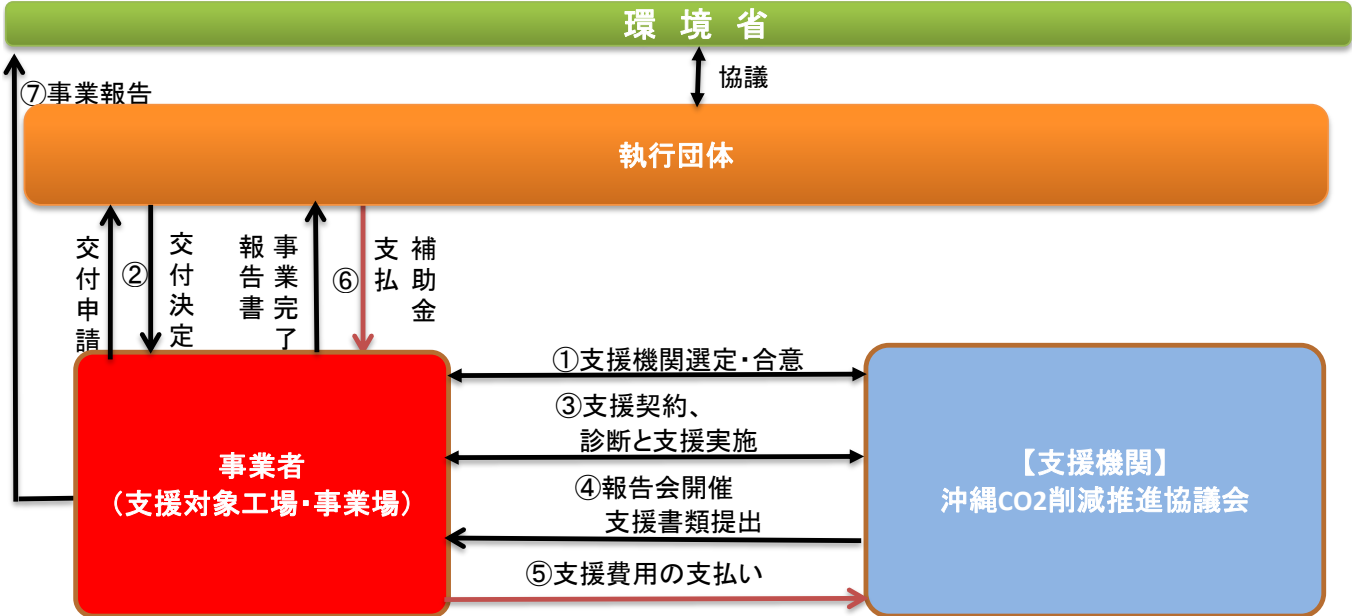 環 境 省
協議
⑦事業報告
執行団体
交付申請
②
交付決定
事業完了
報告書
⑥
補助金
支払
①支援機関選定・合意
③支援契約、
診断と支援実施
④報告会開催
支援書類提出
⑤支援費用の支払い
事業者
（支援対象工場・事業場）
【支援機関】
沖縄CO2削減推進協議会